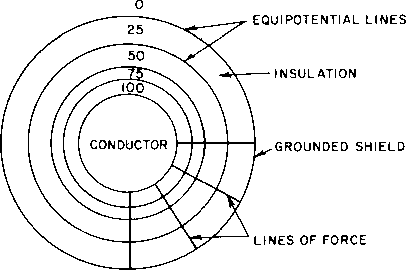 0
EQUIPOTENTIAL LINES
25
50
INSULATION
75
100
CONDUCTOR
GROUNDED SHIELD
LINES OF FORCE